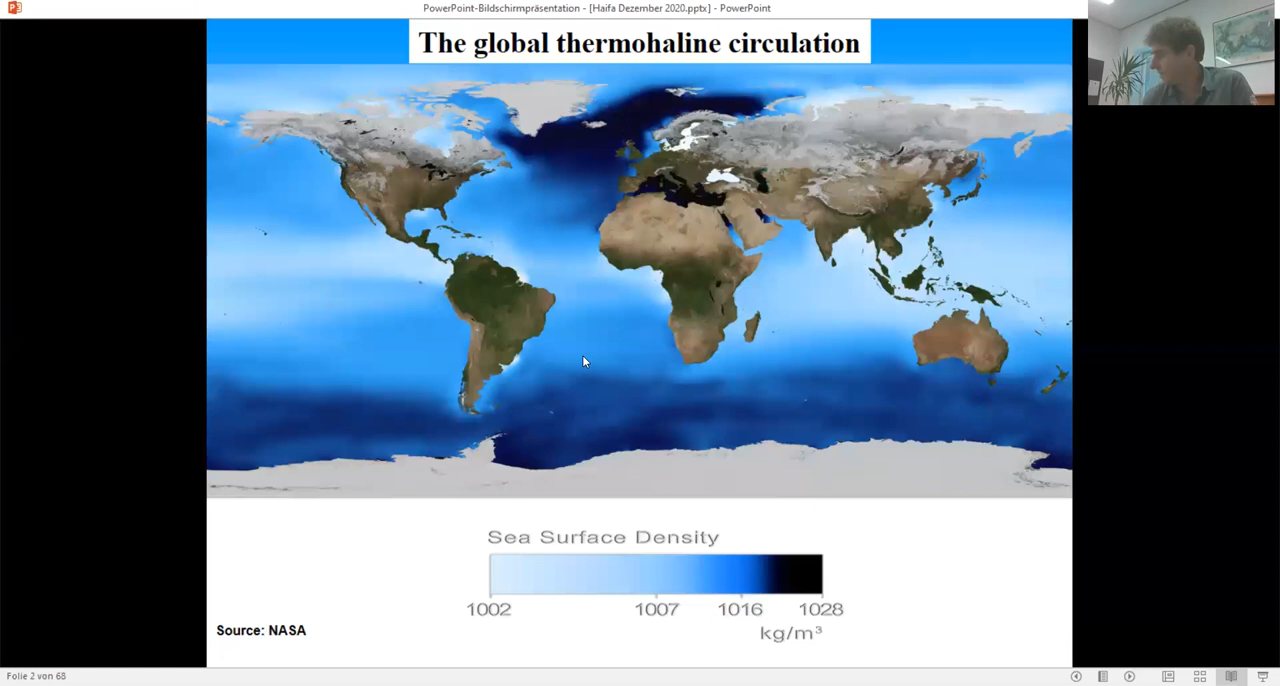 PowerPoint-Bildschirmpräsentation - [Haifa Dezember 2020.pptx] - PowerPoint
The global thermohaline circulation
Sea Surface Density
1002 1007 1016 1028
kg/m³
Source: NASA
Folie 2 von 68